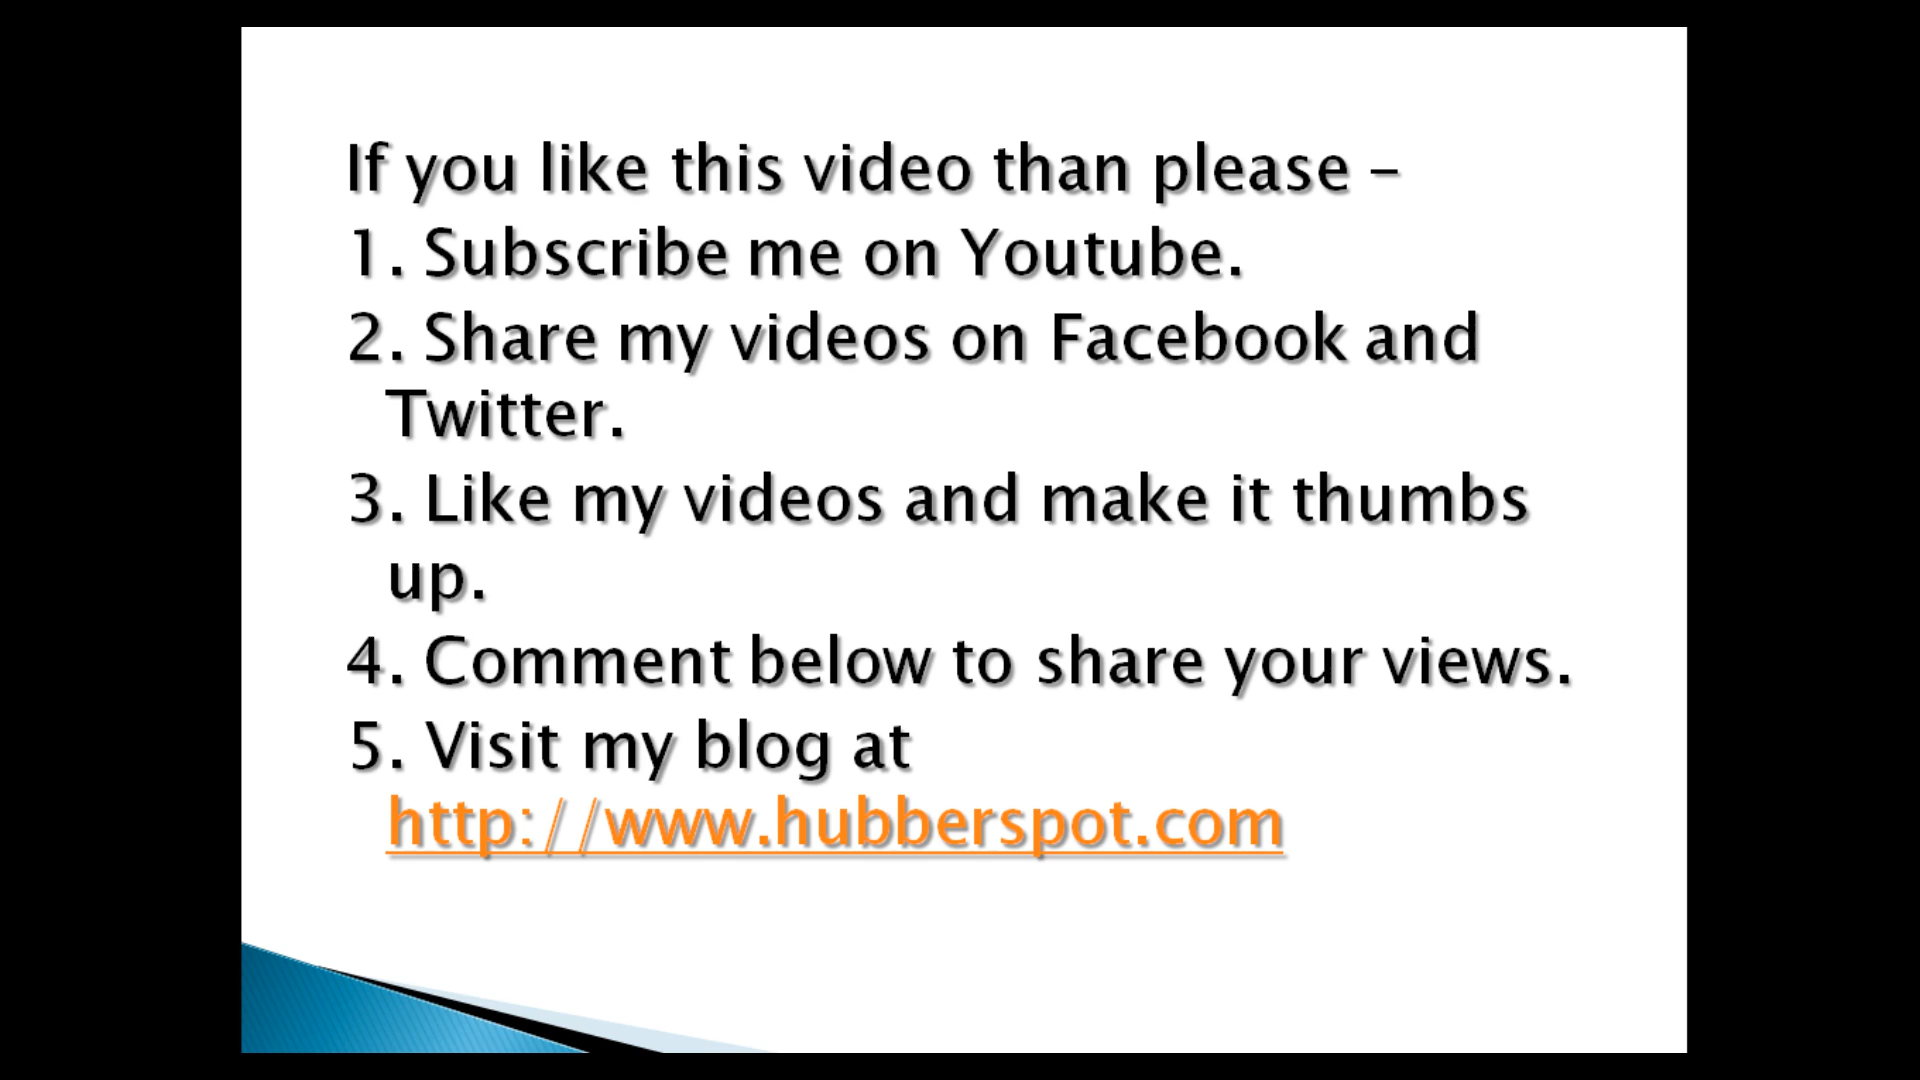 If you like this video than please –
1. Subscribe me on Youtube.
2. Share my videos on Facebook and
Twitter.
3. Like my videos and make it thumbs
up.
4. Comment below to share your views.
5. Visit my blog at
http://www.hubberspot.com